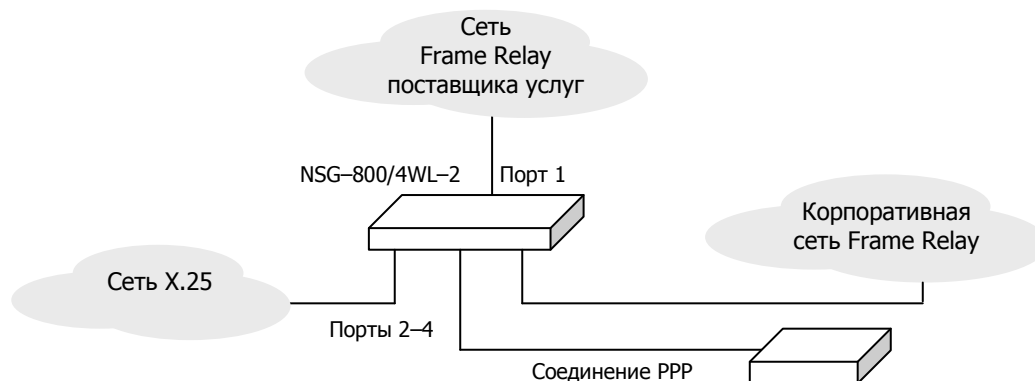 Сеть
Frame Relay
поставщика услуг
NSG–800/4WL–2
Порт 1
Корпоративная
сеть Frame Relay
Сеть X.25
Порты 2–4
Соединение PPP